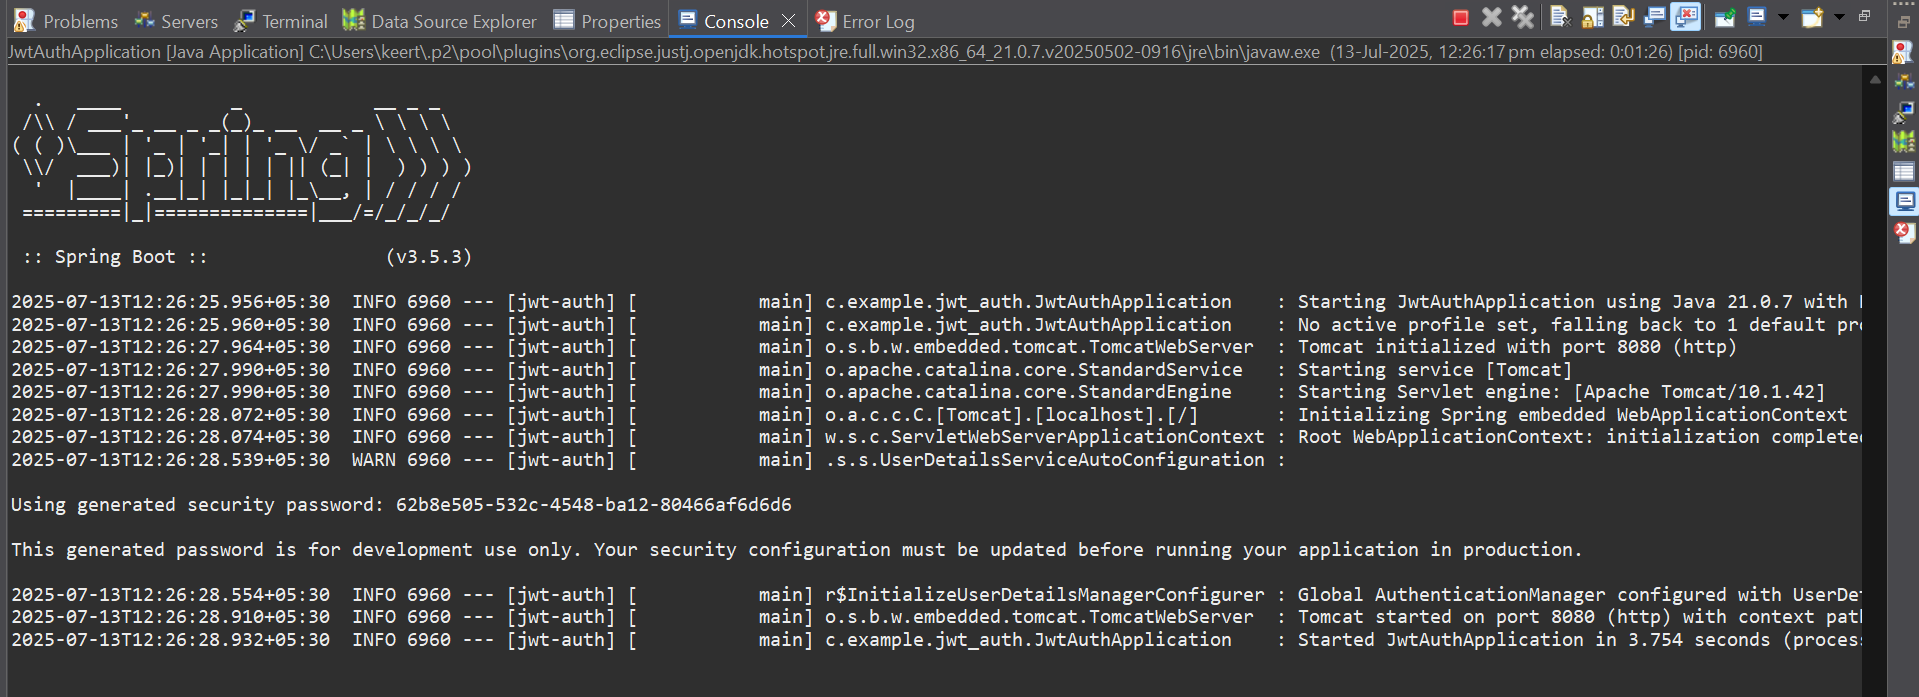 Problems Servers Terminal Data Source Explorer Properties Console Error Log
JwtAuthApplication [Java Application] C:\Users\keert\.p2\pool\plugins\org.eclipse.justj.openjdk.hotspot.jre.full.win32.x86_64_21.0.7.v20250502-0916\jre\bin\javaw.exe (13-Jul-2025, 12:26:17 pm elapsed: 0:01:26) [pid: 6960]
  .   ____          _            __ _ _
 /\\ / ___'_ __ _ _(_)_ __  __ _ \ \ \ \
( ( )\___ | '_ | '_| | '_ \/ _` | \ \ \ \
 \\/  ___)| |_)| | | | | || (_| |  ) ) ) )
  '  |____| .__|_| |_|_| |_\__, | / / / /
 =========|_|==============|___/=/_/_/_/
 :: Spring Boot ::                (v3.5.3)
2025-07-13T12:26:25.956+05:30  INFO 6960 --- [jwt-auth] [           main] c.example.jwt_auth.JwtAuthApplication    : Starting JwtAuthApplication using Java 21.0.7 with
2025-07-13T12:26:25.960+05:30  INFO 6960 --- [jwt-auth] [           main] c.example.jwt_auth.JwtAuthApplication    : No active profile set, falling back to 1 default pr
2025-07-13T12:26:27.964+05:30  INFO 6960 --- [jwt-auth] [           main] o.s.b.w.embedded.tomcat.TomcatWebServer  : Tomcat initialized with port 8080 (http)
2025-07-13T12:26:27.990+05:30  INFO 6960 --- [jwt-auth] [           main] o.apache.catalina.core.StandardService   : Starting service [Tomcat]
2025-07-13T12:26:27.990+05:30  INFO 6960 --- [jwt-auth] [           main] o.apache.catalina.core.StandardEngine    : Starting Servlet engine: [Apache Tomcat/10.1.42]
2025-07-13T12:26:28.072+05:30  INFO 6960 --- [jwt-auth] [           main] o.a.c.c.C.[Tomcat].[localhost].[/]       : Initializing Spring embedded WebApplicationContext
2025-07-13T12:26:28.074+05:30  INFO 6960 --- [jwt-auth] [           main] w.s.c.ServletWebServerApplicationContext : Root WebApplicationContext: initialization completed
2025-07-13T12:26:28.539+05:30  WARN 6960 --- [jwt-auth] [           main] .s.s.UserDetailsServiceAutoConfiguration :
Using generated security password: 62b8e505-532c-4548-ba12-80466af6d6d6
This generated password is for development use only. Your security configuration must be updated before running your application in production.
2025-07-13T12:26:28.554+05:30  INFO 6960 --- [jwt-auth] [           main] r$InitializeUserDetailsManagerConfigurer : Global AuthenticationManager configured with UserDet
2025-07-13T12:26:28.910+05:30  INFO 6960 --- [jwt-auth] [           main] o.s.b.w.embedded.tomcat.TomcatWebServer  : Tomcat started on port 8080 (http) with context pat
2025-07-13T12:26:28.932+05:30  INFO 6960 --- [jwt-auth] [           main] c.example.jwt_auth.JwtAuthApplication    : Started JwtAuthApplication in 3.754 seconds (proces